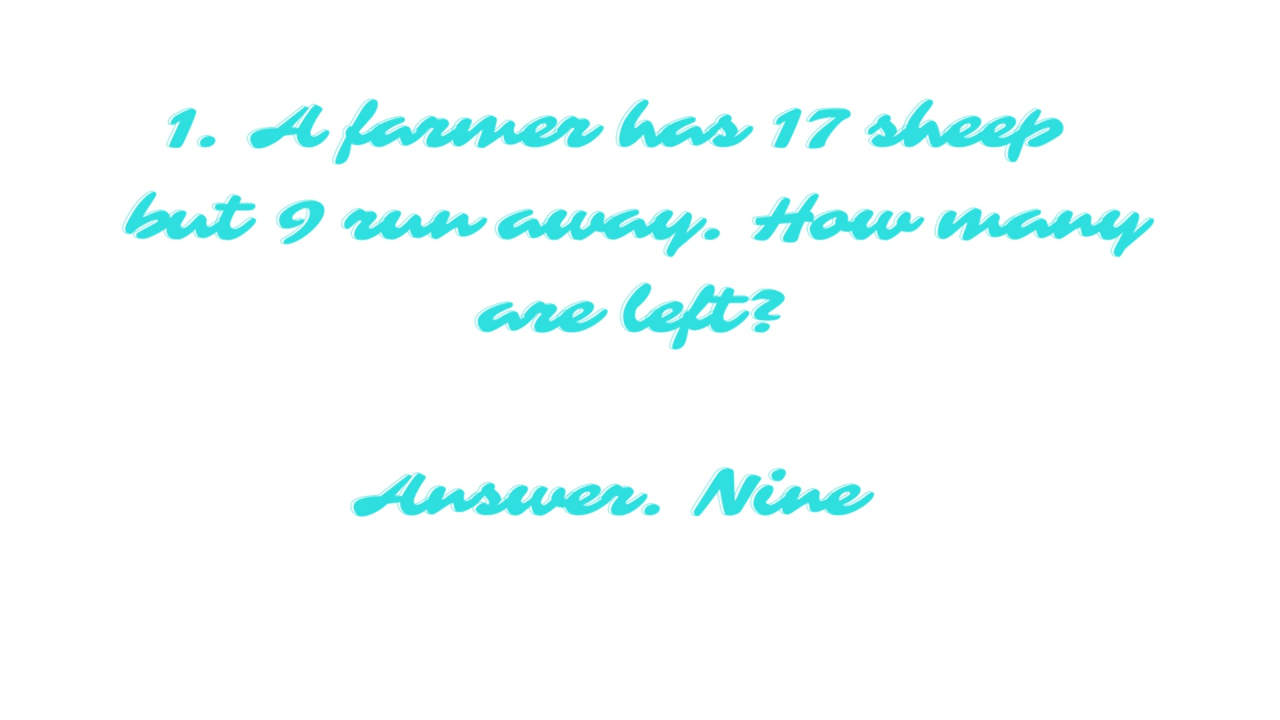 1. A farmer has 17 sheep
but 9 run away. How many
are left?
Answer. Nine